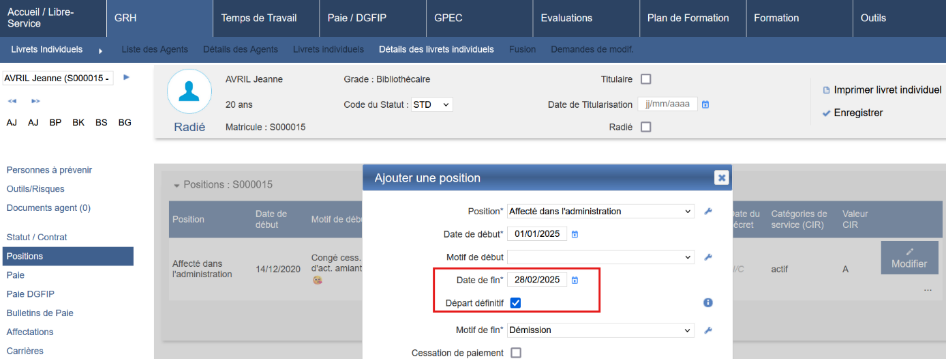 Accueil / Libre-Service GRH Temps de Travail Paie / DGFIP GPEC Evaluations Plan de Formation Formation Outils
Livrets Individuels Liste des Agents Détails des Agents Livrets individuels Détails des livrets individuels Fusion Demandes de modif.
AVRIL Jeanne (S000015 -
AJ AJ BP BK BS BG
Personnes à prévenir
Outils/Risques
Documents agent (0)
Statut / Contrat
Positions
Paie
Paie DGFIP
Bulletins de Paie
Affectations
Carrières
AVRIL Jeanne Grade : Bibliothécaire Titulaire
20 ans Code du Statut : STD Date de Titularisation jj/mm/aaaa
Radié Matricule : S000015 Radié
Imprimer livret individuel
Enregistrer
Positions : S000015
Position Date de début Motif de débu
Catégories de service (CIR) Valeur CIR
Affecté dans l'administration 14/12/2020 Congé cess. d'act. amiant
actif A Modifier
...
Ajouter une position
Position* Affecté dans l'administration
Date de début* 01/01/2025
Motif de début
Date de fin* 28/02/2025
Départ définitif
Motif de fin* Démission
Cessation de paiement